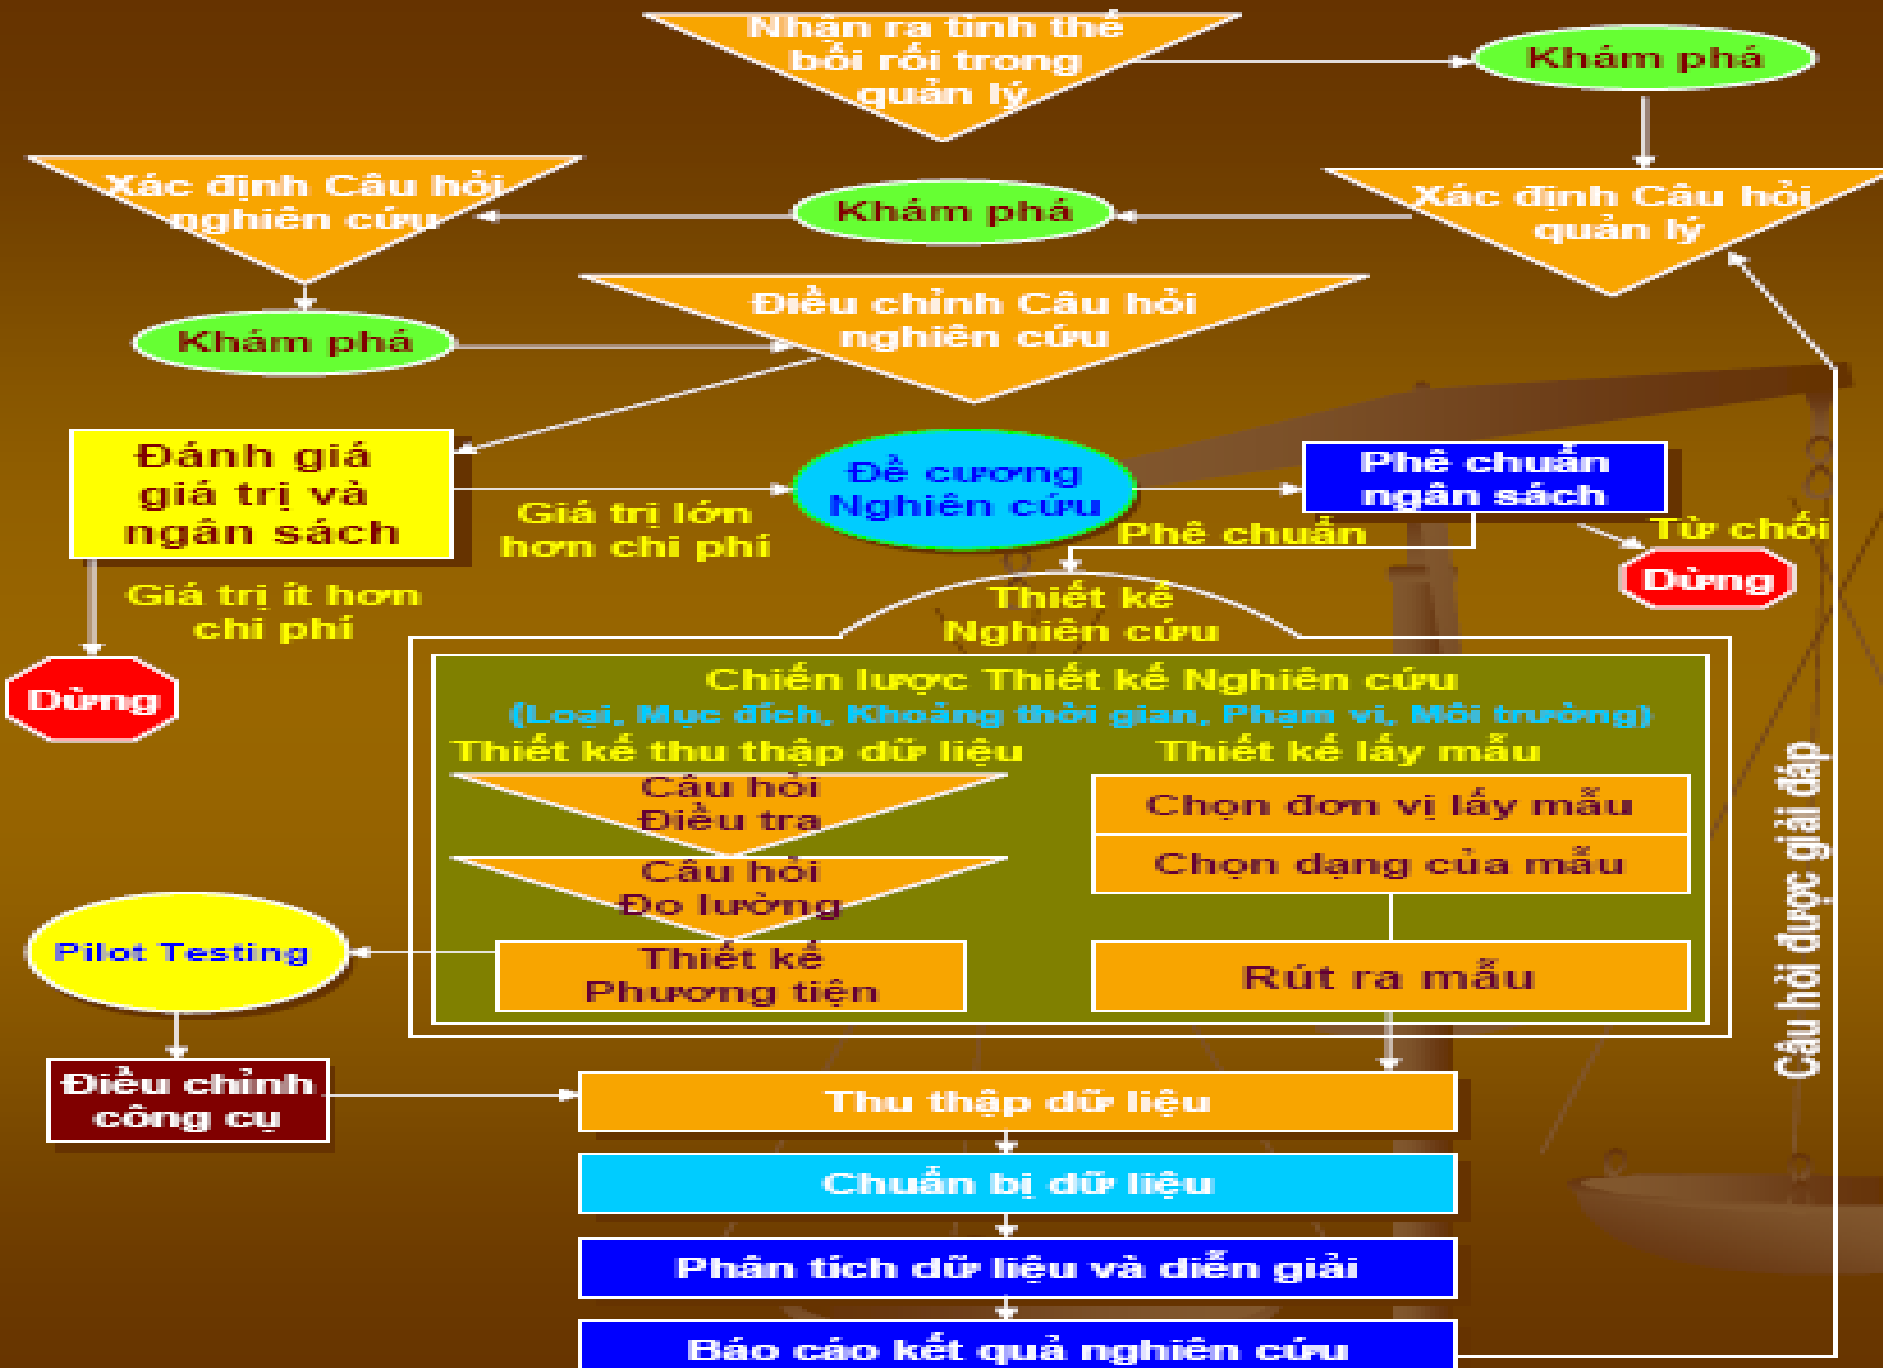 Nhận ra tình thế
bối rối trong
quản lý
Khám phá
Xác định Câu hỏi
nghiên cứu
Khám phá
Xác định Câu hỏi
quản lý
Khám phá
Điều chỉnh Câu hỏi
nghiên cứu
Đánh giá
giá trị và
ngân sách
Giá trị lớn
hơn chi phí
Đề cương
Nghiên cứu
Phê chuẩn
ngân sách
Phê chuẩn
Từ chối
Dừng
Giá trị ít hơn
chi phí
Dừng
Thiết kế
Nghiên cứu
Chiến lược Thiết kế Nghiên cứu
(Loại, Mục đích, Khoảng thời gian, Phạm vi, Môi trường)
Thiết kế thu thập dữ liệu
Thiết kế lấy mẫu
Câu hỏi
Điều tra
Câu hỏi
Đo lường
Thiết kế
Phương tiện
Chọn đơn vị lấy mẫu
Chọn dạng của mẫu
Rút ra mẫu
Pilot Testing
Điều chỉnh
công cụ
Thu thập dữ liệu
Chuẩn bị dữ liệu
Phân tích dữ liệu và diễn giải
Báo cáo kết quả nghiên cứu
Câu hỏi được giải đáp